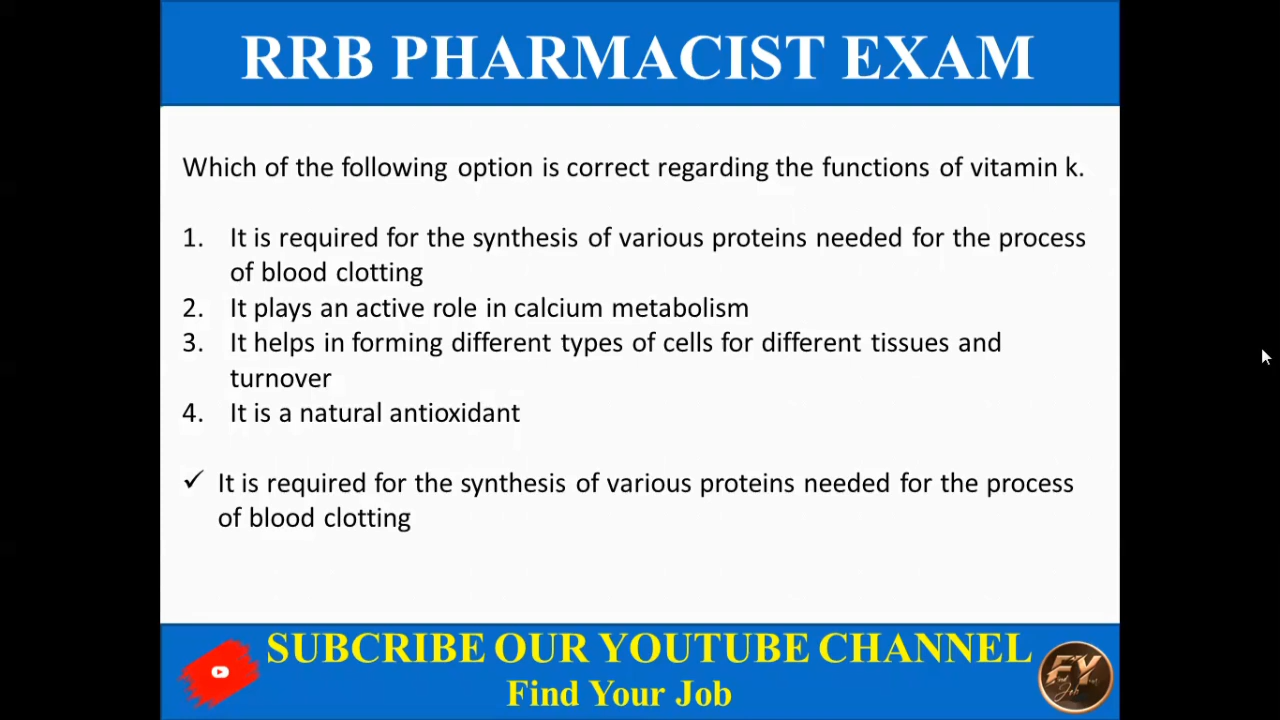 RRB PHARMACIST EXAM
Which of the following option is correct regarding the functions of vitamin k.
1. It is required for the synthesis of various proteins needed for the process
of blood clotting
2. It plays an active role in calcium metabolism
3. It helps in forming different types of cells for different tissues and
turnover
4. It is a natural antioxidant
✓ It is required for the synthesis of various proteins needed for the process
of blood clotting
SUBCRIBE OUR YOUTUBE CHANNEL
Find Your Job
FY
Job